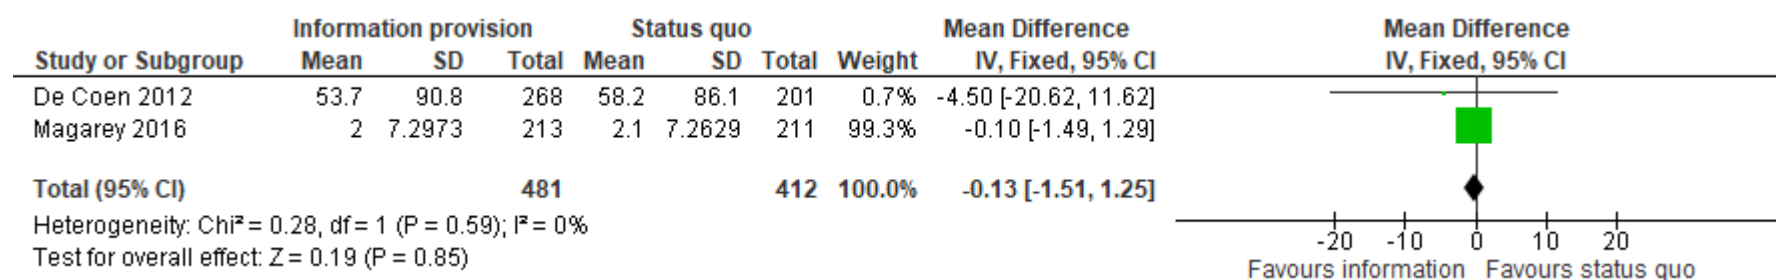 Information provision Status quo Mean Difference Mean Difference
Study or Subgroup Mean SD Total Mean SD Total Weight IV, Fixed, 95% CI IV, Fixed, 95% CI
De Coen 2012 53.7 90.8 268 58.2 86.1 201 0.7% -4.50 [-20.62, 11.62]
Magarey 2016 2 7.2973 213 2.1 7.2629 211 99.3% -0.10 [-1.49, 1.29]
Total (95% CI) 481 412 100.0% -0.13 [-1.51, 1.25]
Heterogeneity: Chi² = 0.28, df = 1 (P = 0.59); I² = 0%
Test for overall effect: Z = 0.19 (P = 0.85)
-20 -10 0 10 20
Favours information Favours status quo